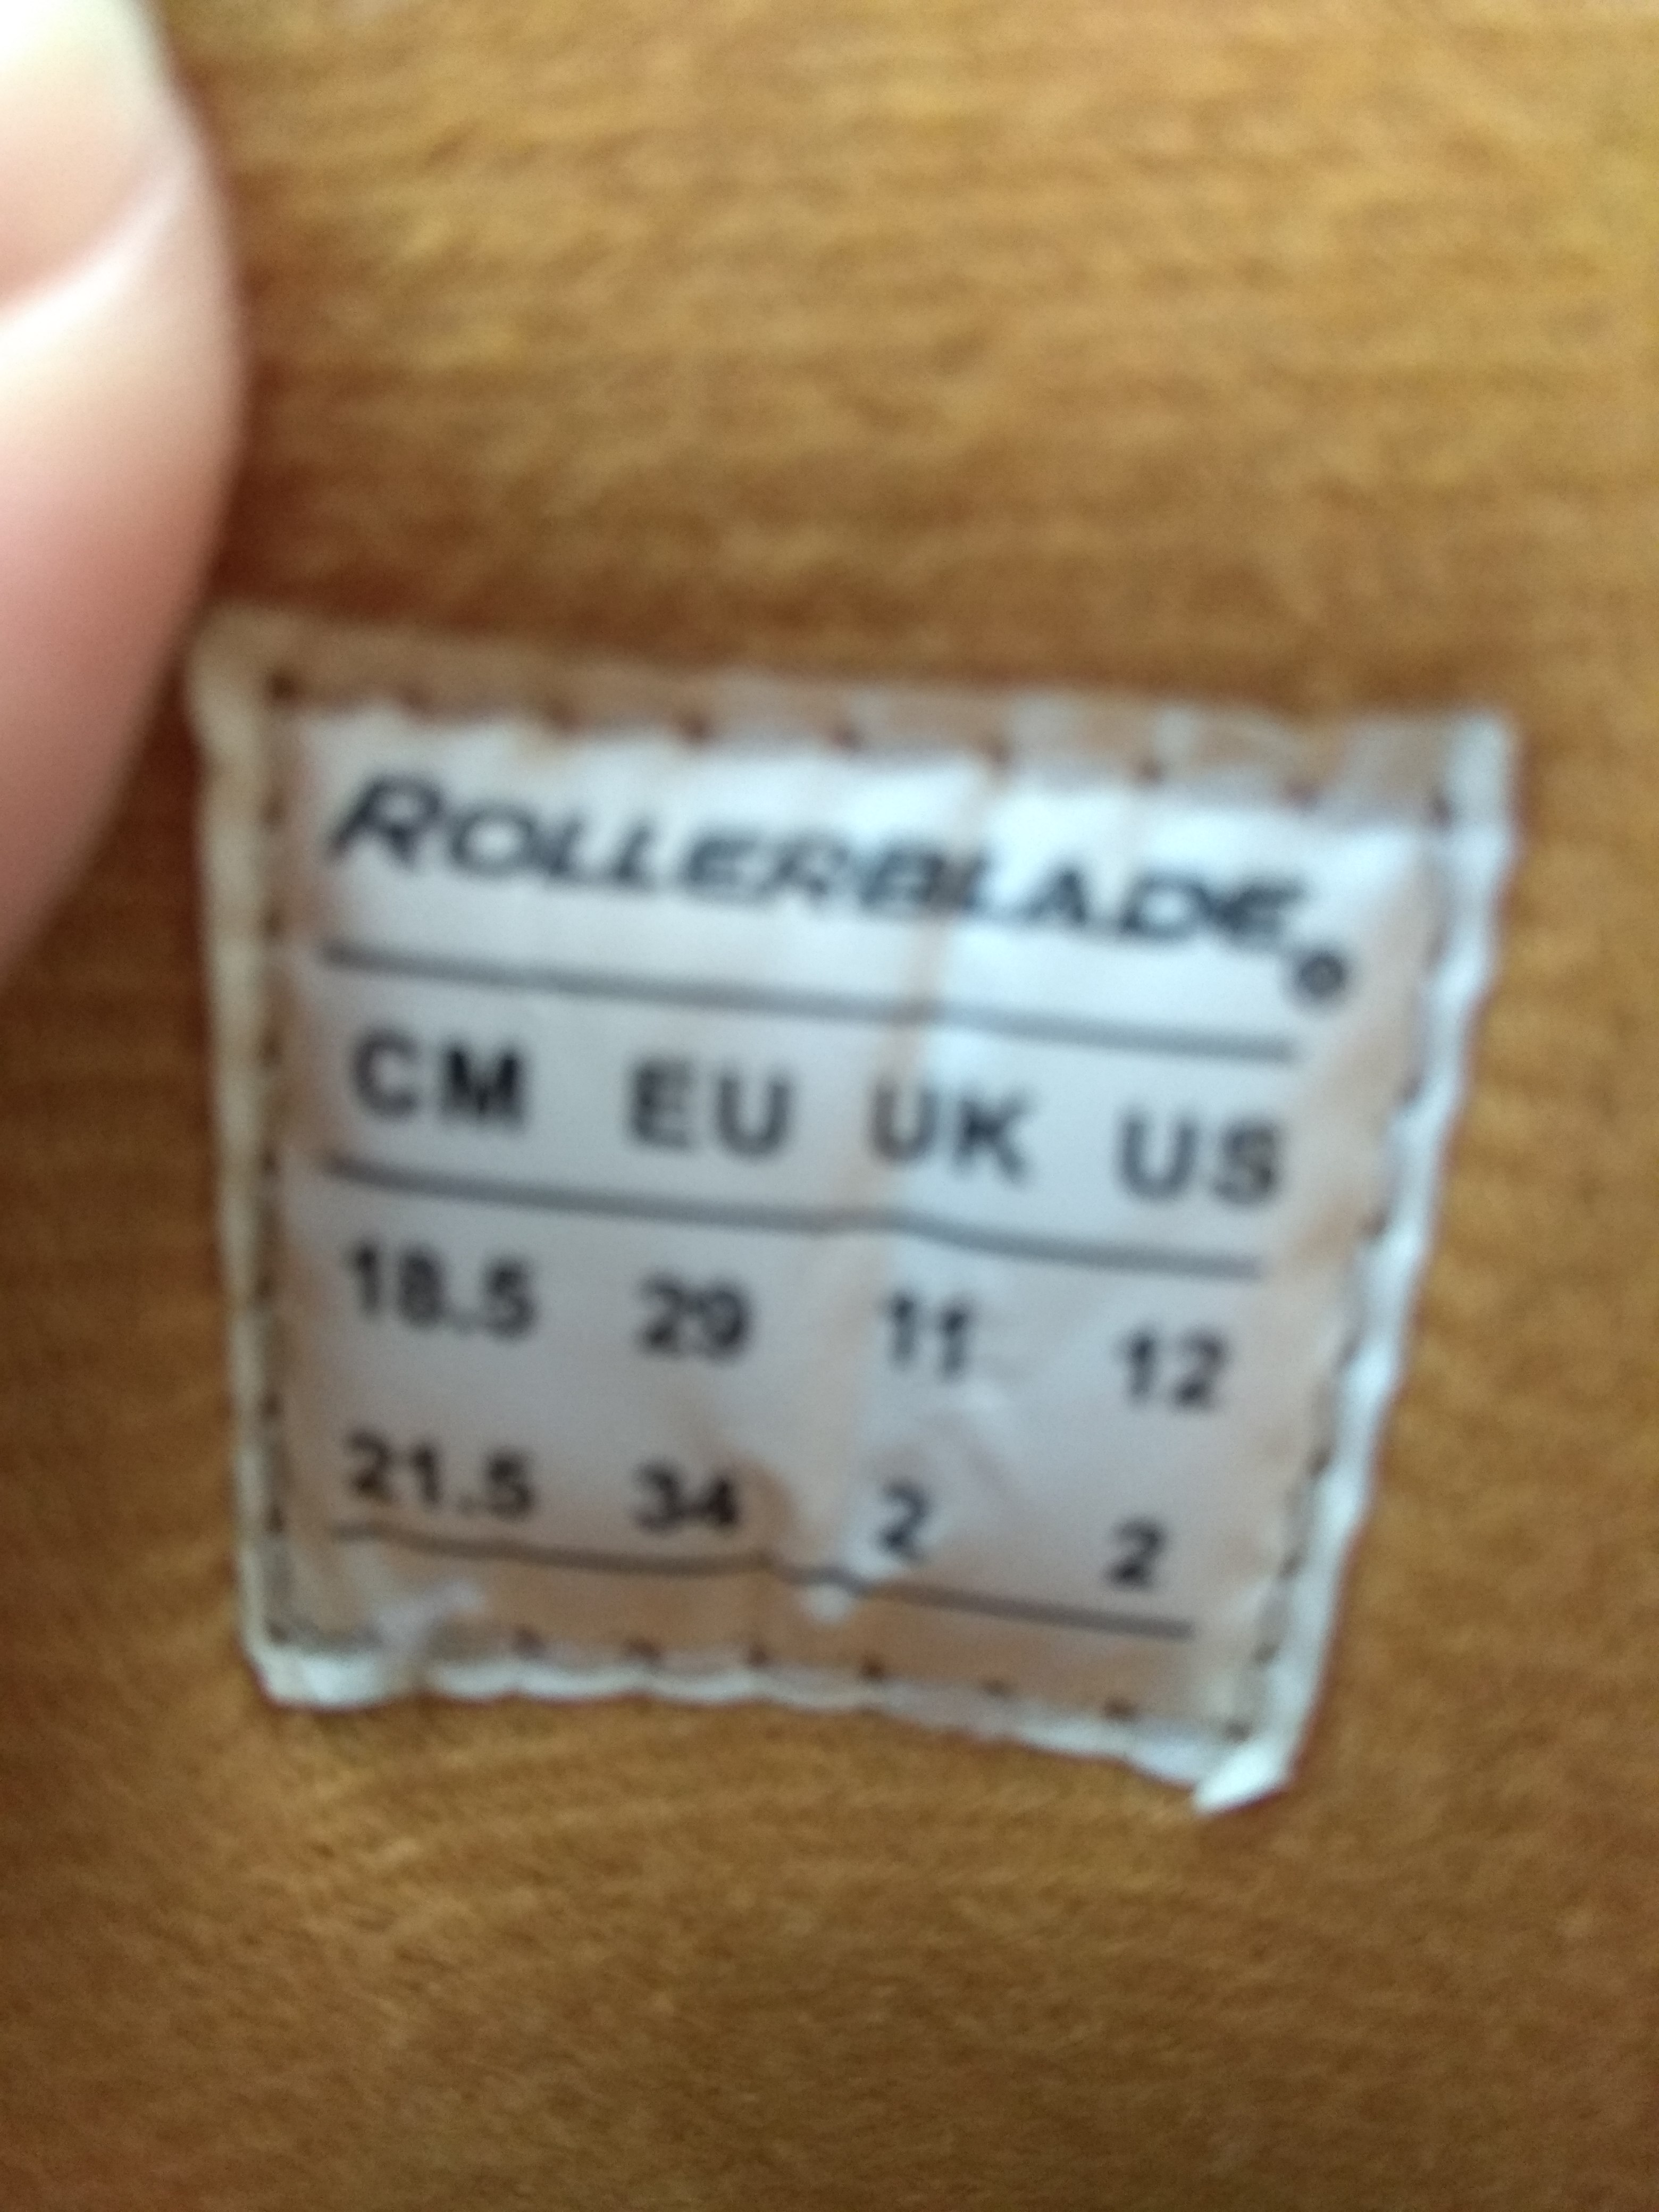 ROLLERBLADE®
CM EU UK US
18.5 29 11 12
21.5 34 2 2